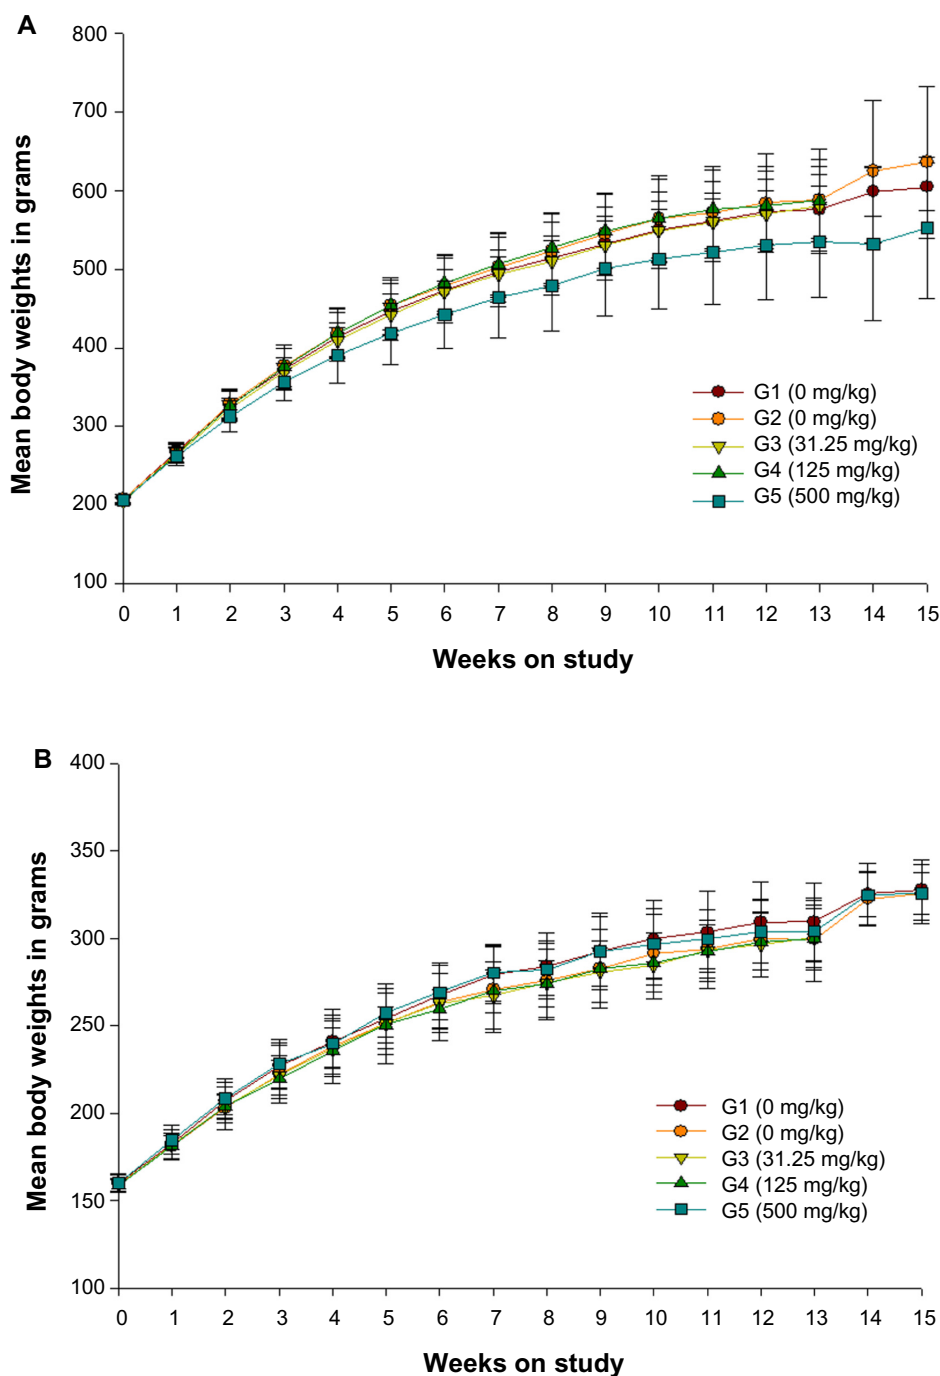 A
Mean body weights in grams
800
700
600
500
400
300
200
100
0 1 2 3 4 5 6 7 8 9 10 11 12 13 14 15
Weeks on study
G1 (0 mg/kg)
G2 (0 mg/kg)
G3 (31.25 mg/kg)
G4 (125 mg/kg)
G5 (500 mg/kg)
B
Mean body weights in grams
400
350
300
250
200
150
100
0 1 2 3 4 5 6 7 8 9 10 11 12 13 14 15
Weeks on study
G1 (0 mg/kg)
G2 (0 mg/kg)
G3 (31.25 mg/kg)
G4 (125 mg/kg)
G5 (500 mg/kg)